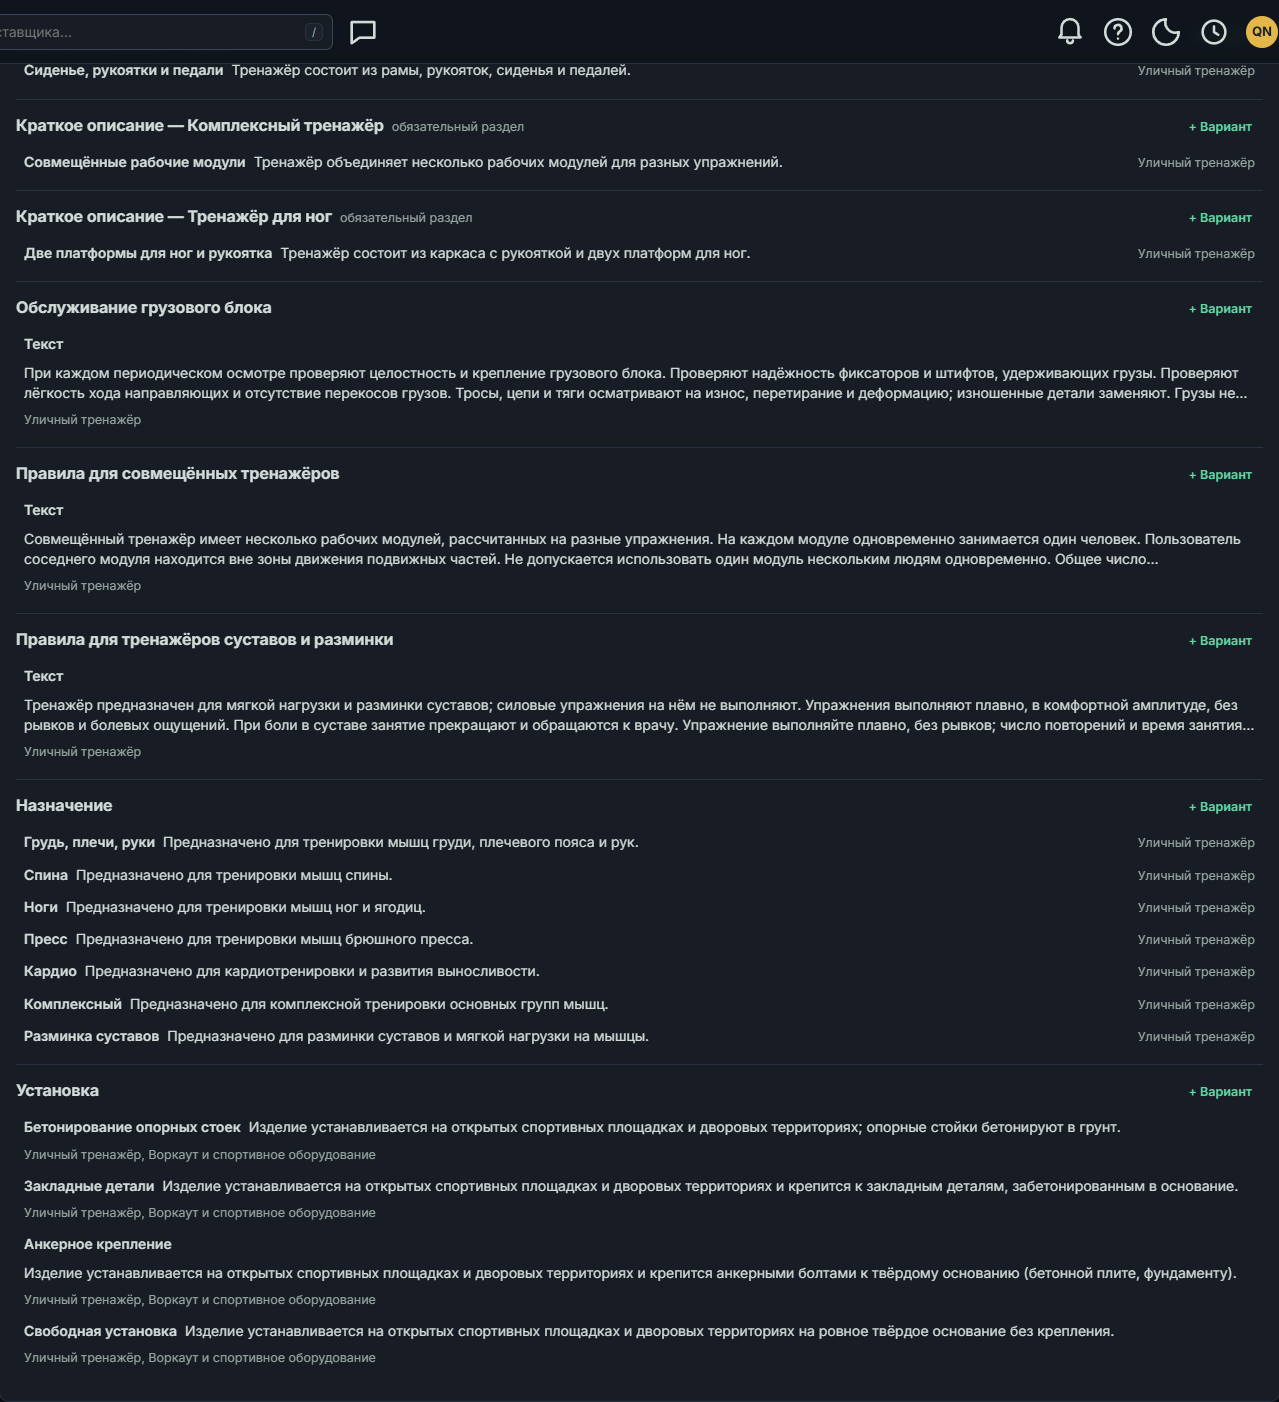 ставщика... /
QN
Сиденье, рукоятки и педали Тренажёр состоит из рамы, рукояток, сиденья и педалей. Уличный тренажёр
Краткое описание — Комплексный тренажёр обязательный раздел + Вариант
Совмещённые рабочие модули Тренажёр объединяет несколько рабочих модулей для разных упражнений. Уличный тренажёр
Краткое описание — Тренажёр для ног обязательный раздел + Вариант
Две платформы для ног и рукоятка Тренажёр состоит из каркаса с рукояткой и двух платформ для ног. Уличный тренажёр
Обслуживание грузового блока + Вариант
Текст
При каждом периодическом осмотре проверяют целостность и крепление грузового блока. Проверяют надёжность фиксаторов и штифтов, удерживающих грузы. Проверяют
лёгкость хода направляющих и отсутствие перекосов грузов. Тросы, цепи и тяги осматривают на износ, перетирание и деформацию; изношенные детали заменяют. Грузы не...
Уличный тренажёр
Правила для совмещённых тренажёров + Вариант
Текст
Совмещённый тренажёр имеет несколько рабочих модулей, рассчитанных на разные упражнения. На каждом модуле одновременно занимается один человек. Пользователь
соседнего модуля находится вне зоны движения подвижных частей. Не допускается использовать один модуль нескольким людям одновременно. Общее число...
Уличный тренажёр
Правила для тренажёров суставов и разминки + Вариант
Текст
Тренажёр предназначен для мягкой нагрузки и разминки суставов; силовые упражнения на нём не выполняют. Упражнения выполняют плавно, в комфортной амплитуде, без
рывков и болевых ощущений. При боли в суставе занятие прекращают и обращаются к врачу. Упражнение выполняйте плавно, без рывков; число повторений и время занятия...
Уличный тренажёр
Назначение + Вариант
Грудь, плечи, руки Предназначено для тренировки мышц груди, плечевого пояса и рук. Уличный тренажёр
Спина Предназначено для тренировки мышц спины. Уличный тренажёр
Ноги Предназначено для тренировки мышц ног и ягодиц. Уличный тренажёр
Пресс Предназначено для тренировки мышц брюшного пресса. Уличный тренажёр
Кардио Предназначено для кардиотренировки и развития выносливости. Уличный тренажёр
Комплексный Предназначено для комплексной тренировки основных групп мышц. Уличный тренажёр
Разминка суставов Предназначено для разминки суставов и мягкой нагрузки на мышцы. Уличный тренажёр
Установка + Вариант
Бетонирование опорных стоек Изделие устанавливается на открытых спортивных площадках и дворовых территориях; опорные стойки бетонируют в грунт.
Уличный тренажёр, Воркаут и спортивное оборудование
Закладные детали Изделие устанавливается на открытых спортивных площадках и дворовых территориях и крепится к закладным деталям, забетонированным в основание.
Уличный тренажёр, Воркаут и спортивное оборудование
Анкерное крепление
Изделие устанавливается на открытых спортивных площадках и дворовых территориях и крепится анкерными болтами к твёрдому основанию (бетонной плите, фундаменту).
Уличный тренажёр, Воркаут и спортивное оборудование
Свободная установка Изделие устанавливается на открытых спортивных площадках и дворовых территориях на ровное твёрдое основание без крепления.
Уличный тренажёр, Воркаут и спортивное оборудование